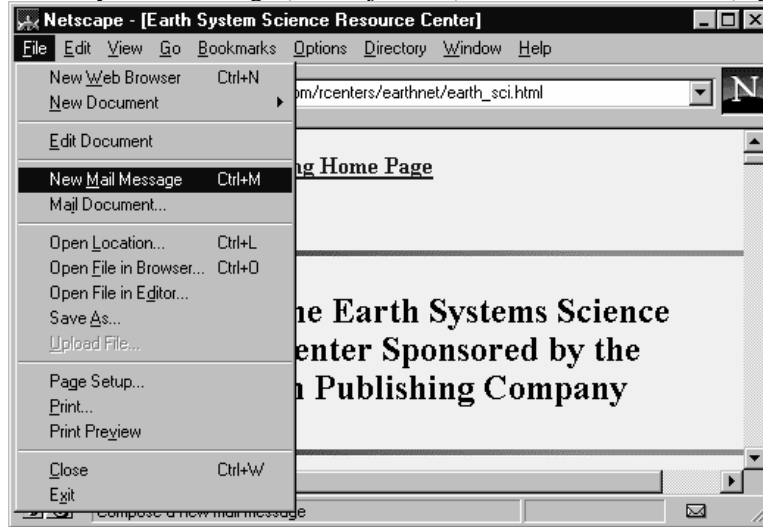 Netscape - [Earth System Science Resource Center]
File Edit View Go Bookmarks Options Directory Window Help
New Web Browser Ctrl+N
New Document
om/rcenters/earthnet/earth_sci.html
N
Edit Document
New Mail Message Ctrl+M
ng Home Page
Mail Document...
Open Location... Ctrl+L
Open File in Browser... Ctrl+O
Open File in Editor...
Save As...
Upload File...
ne Earth Systems Science
enter Sponsored by the
n Publishing Company
Page Setup...
Print...
Print Preview
Close Ctrl+W
Exit
Compose a new mail message